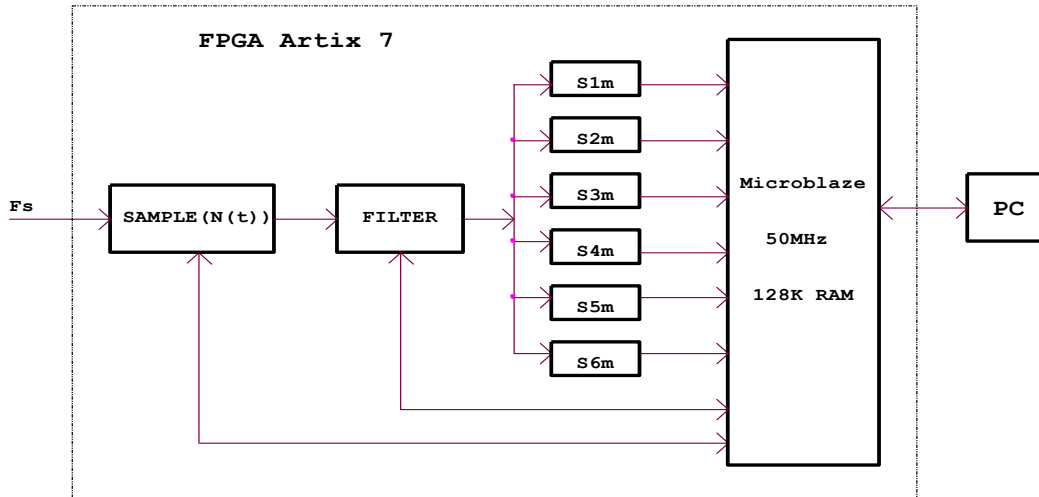 FPGA Artix 7
Fs
SAMPLE(N(t))
FILTER
S1m
S2m
S3m
S4m
S5m
S6m
Microblaze
50MHz
128K RAM
PC